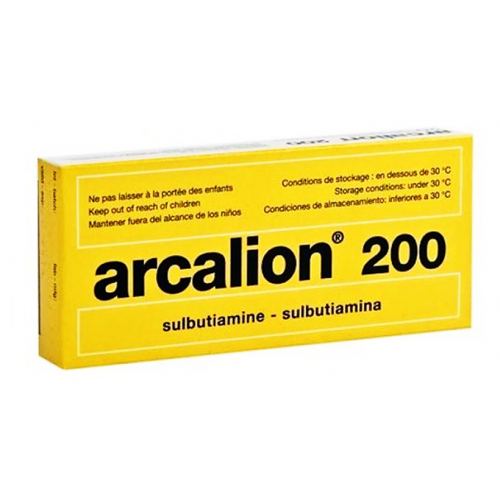 arcalion 200
Ne pas laisser à la portée des enfants
Keep out of reach of children
Mantener fuera del alcance de los niños
Conditions de stockage : en dessous de 30 °C
Storage conditions: under 30 °C
Condiciones de almacenamiento: inferiores a 30 °C
arcalion® 200
sulbutiamine - sulbutiamina